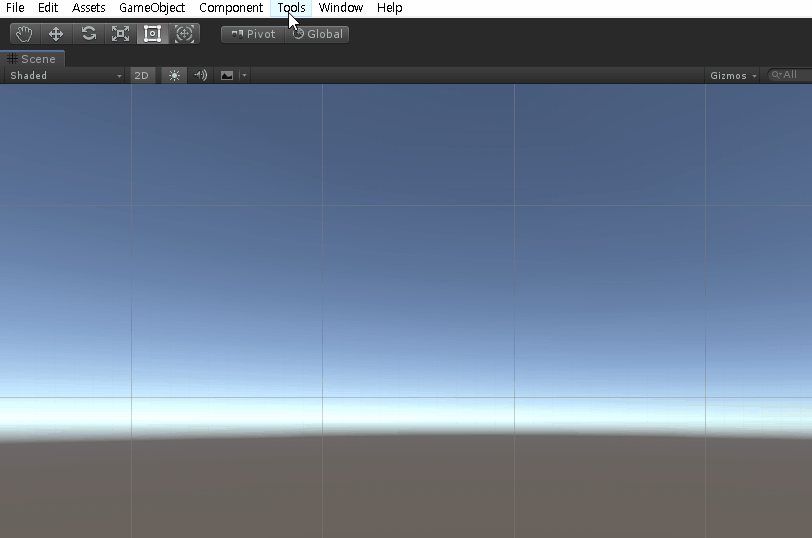 File Edit Assets GameObject Component Tools Window Help
Pivot Global
Scene
Shaded 2D Gizmos All